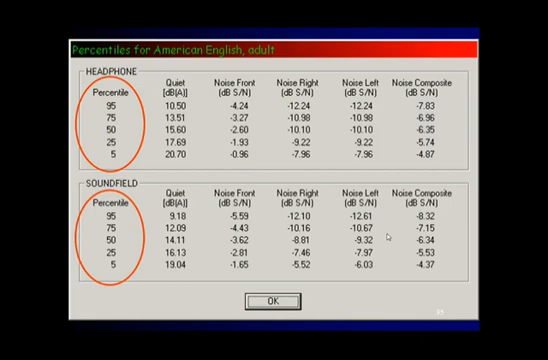 Percentiles for American English, adult
HEADPHONE
Percentile Quiet [dB(A)] Noise Front (dB S/N) Noise Right (dB S/N) Noise Left (dB S/N) Noise Composite (dB S/N)
95 10.50 -4.24 -12.24 -12.24 -7.83
75 13.51 -3.27 -10.98 -10.98 -6.96
50 15.60 -2.60 -10.10 -10.10 -6.35
25 17.69 -1.93 -9.22 -9.22 -5.74
5 20.70 -0.96 -7.96 -7.96 -4.87
SOUNDFIELD
Percentile Quiet [dB(A)] Noise Front (dB S/N) Noise Right (dB S/N) Noise Left (dB S/N) Noise Composite (dB S/N)
95 9.18 -5.59 -12.10 -12.61 -8.32
75 12.09 -4.43 -10.16 -10.67 -7.15
50 14.11 -3.62 -8.81 -9.32 -6.34
25 16.13 -2.81 -7.46 -7.97 -5.53
5 19.04 -1.65 -5.52 -6.03 -4.37
OK